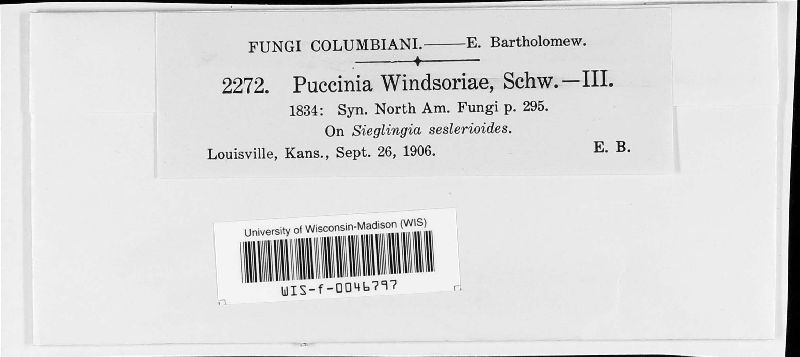 FUNGI COLUMBIANI.——E. Bartholomew.
2272. Puccinia Windsoriae, Schw.—III.
1834: Syn. North Am. Fungi p. 295.
On Sieglingia seslerioides.
Louisville, Kans., Sept. 26, 1906. E. B.
University of Wisconsin-Madison (WIS)
WIS-f-0046797